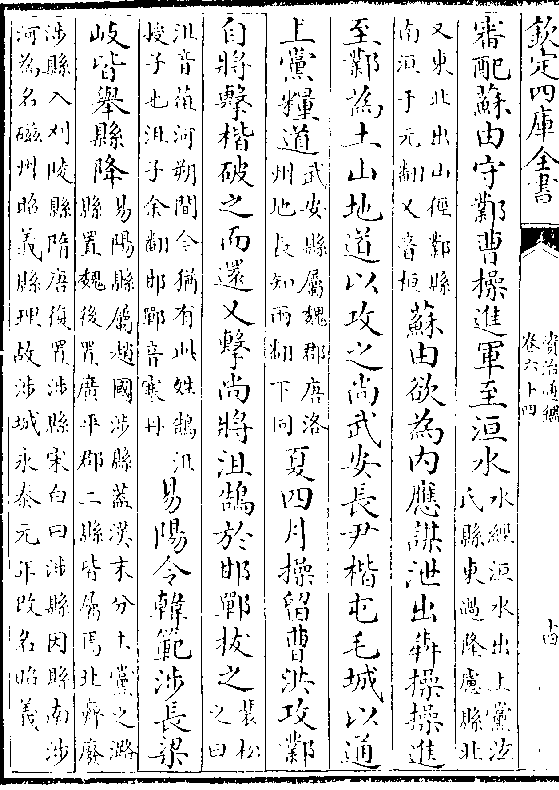 欽定四庫全書
資治通鑑
卷六十四
十四
審配蘇由守鄴曹操進軍至洹水
水經洹水出上黨泫
氏縣東過隆慮縣北
又東北出山徑鄴縣
南洹于元翻又音桓
蘇由欲為内應謀泄出奔操操進
至鄴為土山地道以攻之尚武安長尹楷屯毛城以通
上黨糧道
武安縣屬魏郡唐洺
州地長知兩翻下同
夏四月操留曹洪攻鄴
自將擊楷破之而還又擊尚將沮鵠於邯鄲拔之
裴松
之曰
沮音菹河朔間今猶有此姓鵠沮
授子也沮子余翻邯鄲音寒丹
易陽令韓範涉長梁
岐皆舉縣降
易陽縣屬趙國涉縣蓋漢末分上黨之潞
縣置魏後置廣平郡二縣皆屬焉北齊廢
涉縣入刈陵縣隋唐復置涉縣宋白曰涉縣因縣南涉
河為名磁州昭義縣理故涉城永泰元年改名昭義